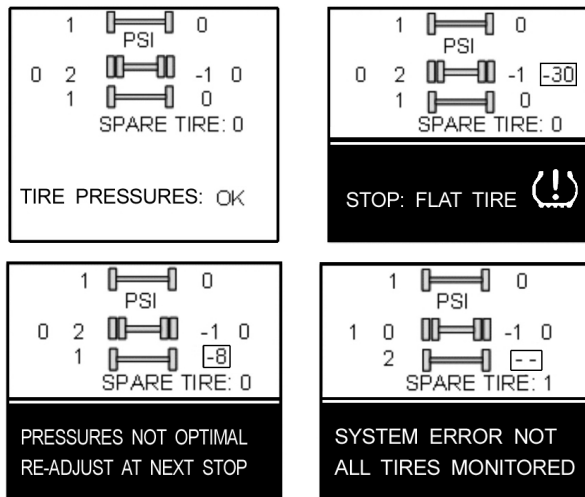 1 0
PSI
0 2 -1 0
1 0
SPARE TIRE: 0
TIRE PRESSURES: OK
1 0
PSI
0 2 -1 -30
1 0
SPARE TIRE: 0
STOP: FLAT TIRE (!)
1 0
PSI
0 2 -1 0
1 -8
SPARE TIRE: 0
PRESSURES NOT OPTIMAL
RE-ADJUST AT NEXT STOP
1 0
PSI
1 0 -1 0
2 --
SPARE TIRE: 1
SYSTEM ERROR NOT
ALL TIRES MONITORED